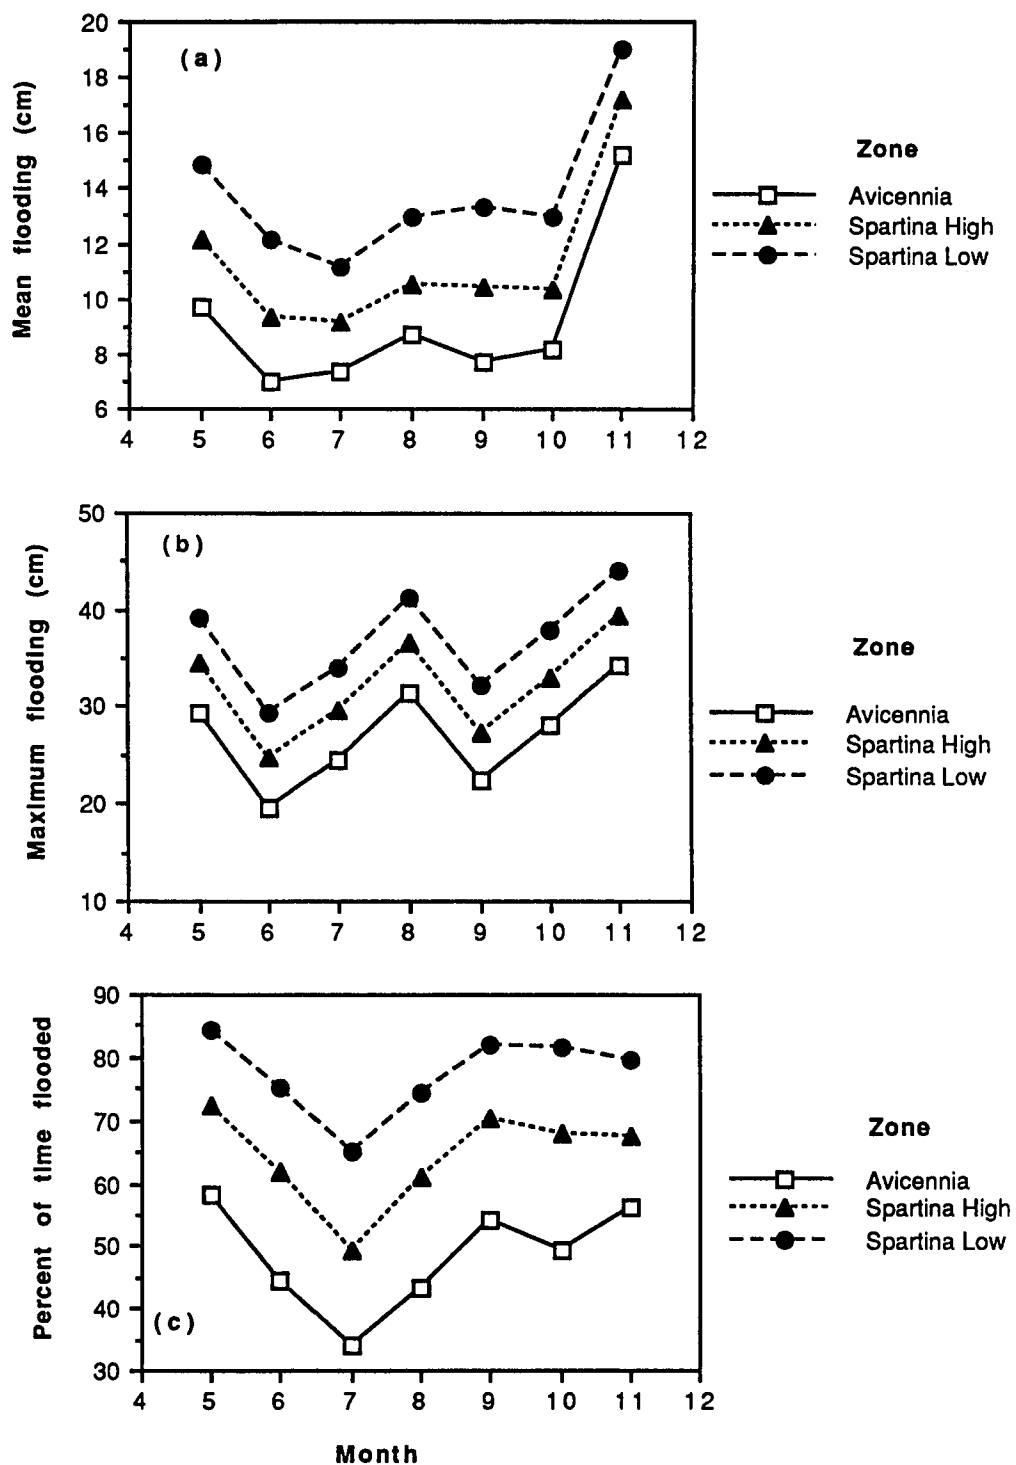 20
18
16
14
12
10
8
6
Mean flooding (cm)
(a)
4 5 6 7 8 9 10 11 12
Zone
Avicennia
Spartina High
Spartina Low
50
40
30
20
10
Maximum flooding (cm)
(b)
4 5 6 7 8 9 10 11 12
Zone
Avicennia
Spartina High
Spartina Low
90
80
70
60
50
40
30
Percent of time flooded
(c)
4 5 6 7 8 9 10 11 12
Month
Zone
Avicennia
Spartina High
Spartina Low